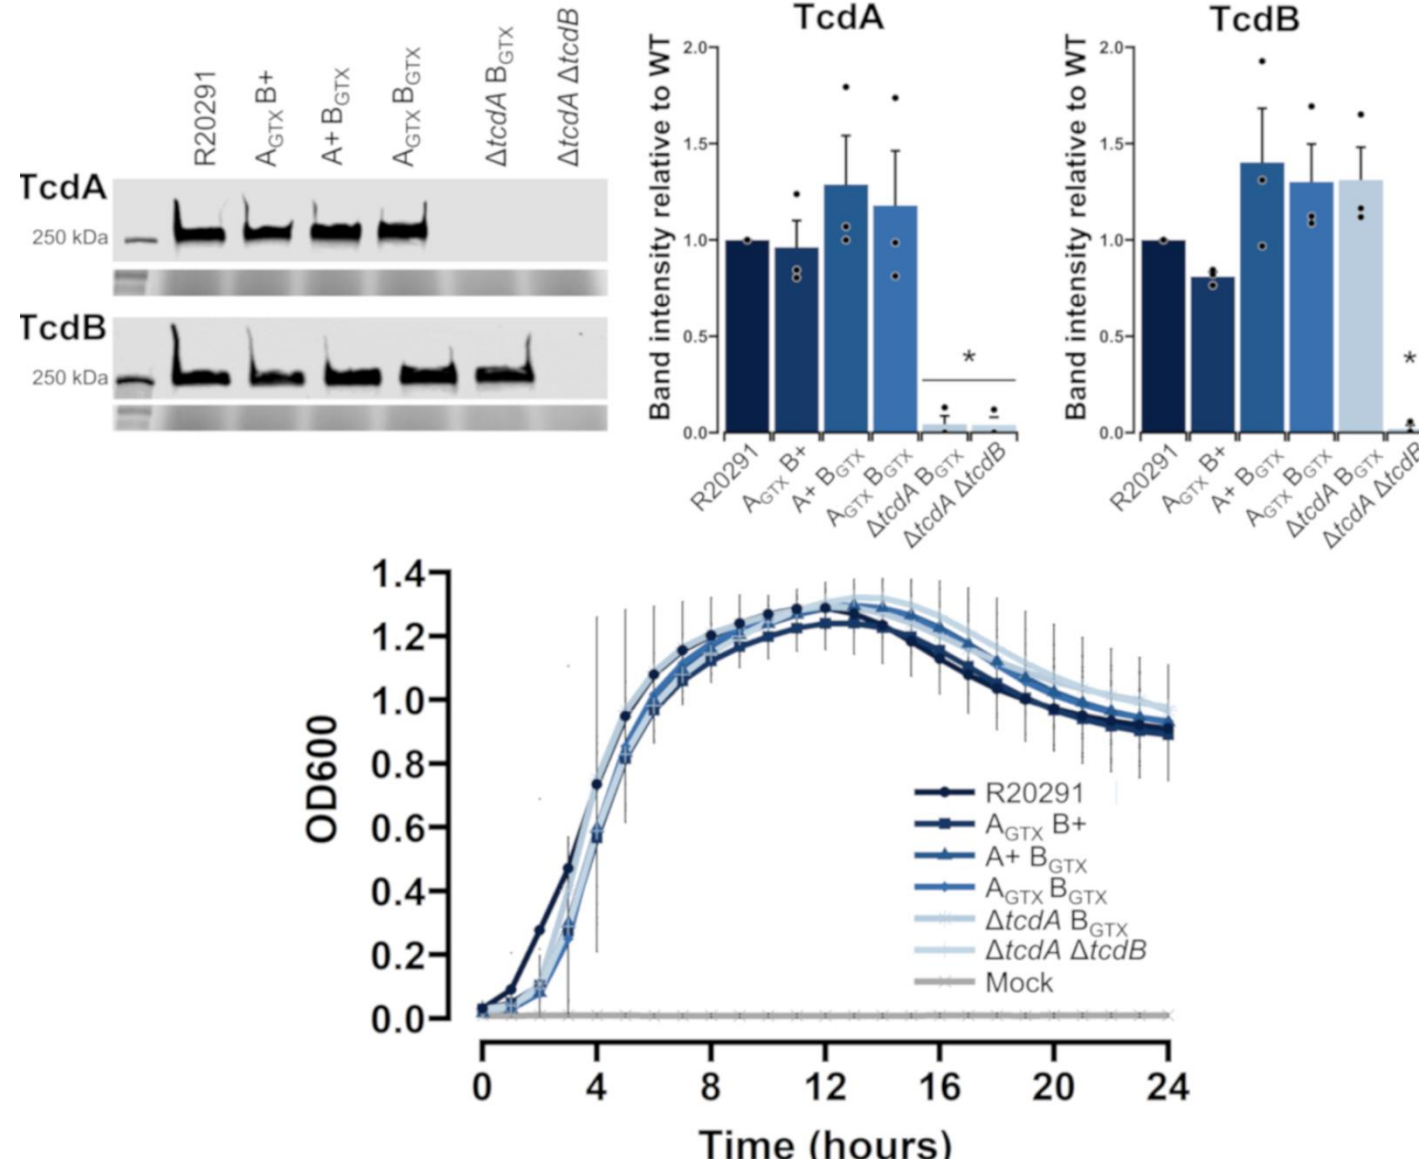 R20291
AGTX B+
A+ BGTX
AGTX BGTX
ΔtcdA BGTX
ΔtcdA ΔtcdB
TcdA
250 kDa
TcdB
250 kDa
TcdA
Band intensity relative to WT
2.0
1.5
1.0
0.5
0.0
*
R20291
AGTX B+
A+ BGTX
AGTX BGTX
ΔtcdA BGTX
ΔtcdA ΔtcdB
TcdB
Band intensity relative to WT
2.0
1.5
1.0
0.5
0.0
*
R20291
AGTX B+
A+ BGTX
AGTX BGTX
ΔtcdA BGTX
ΔtcdA ΔtcdB
OD600
1.4
1.2
1.0
0.8
0.6
0.4
0.2
0.0
R20291
AGTX B+
A+ BGTX
AGTX BGTX
ΔtcdA BGTX
ΔtcdA ΔtcdB
Mock
0 4 8 12 16 20 24
Time (hours)